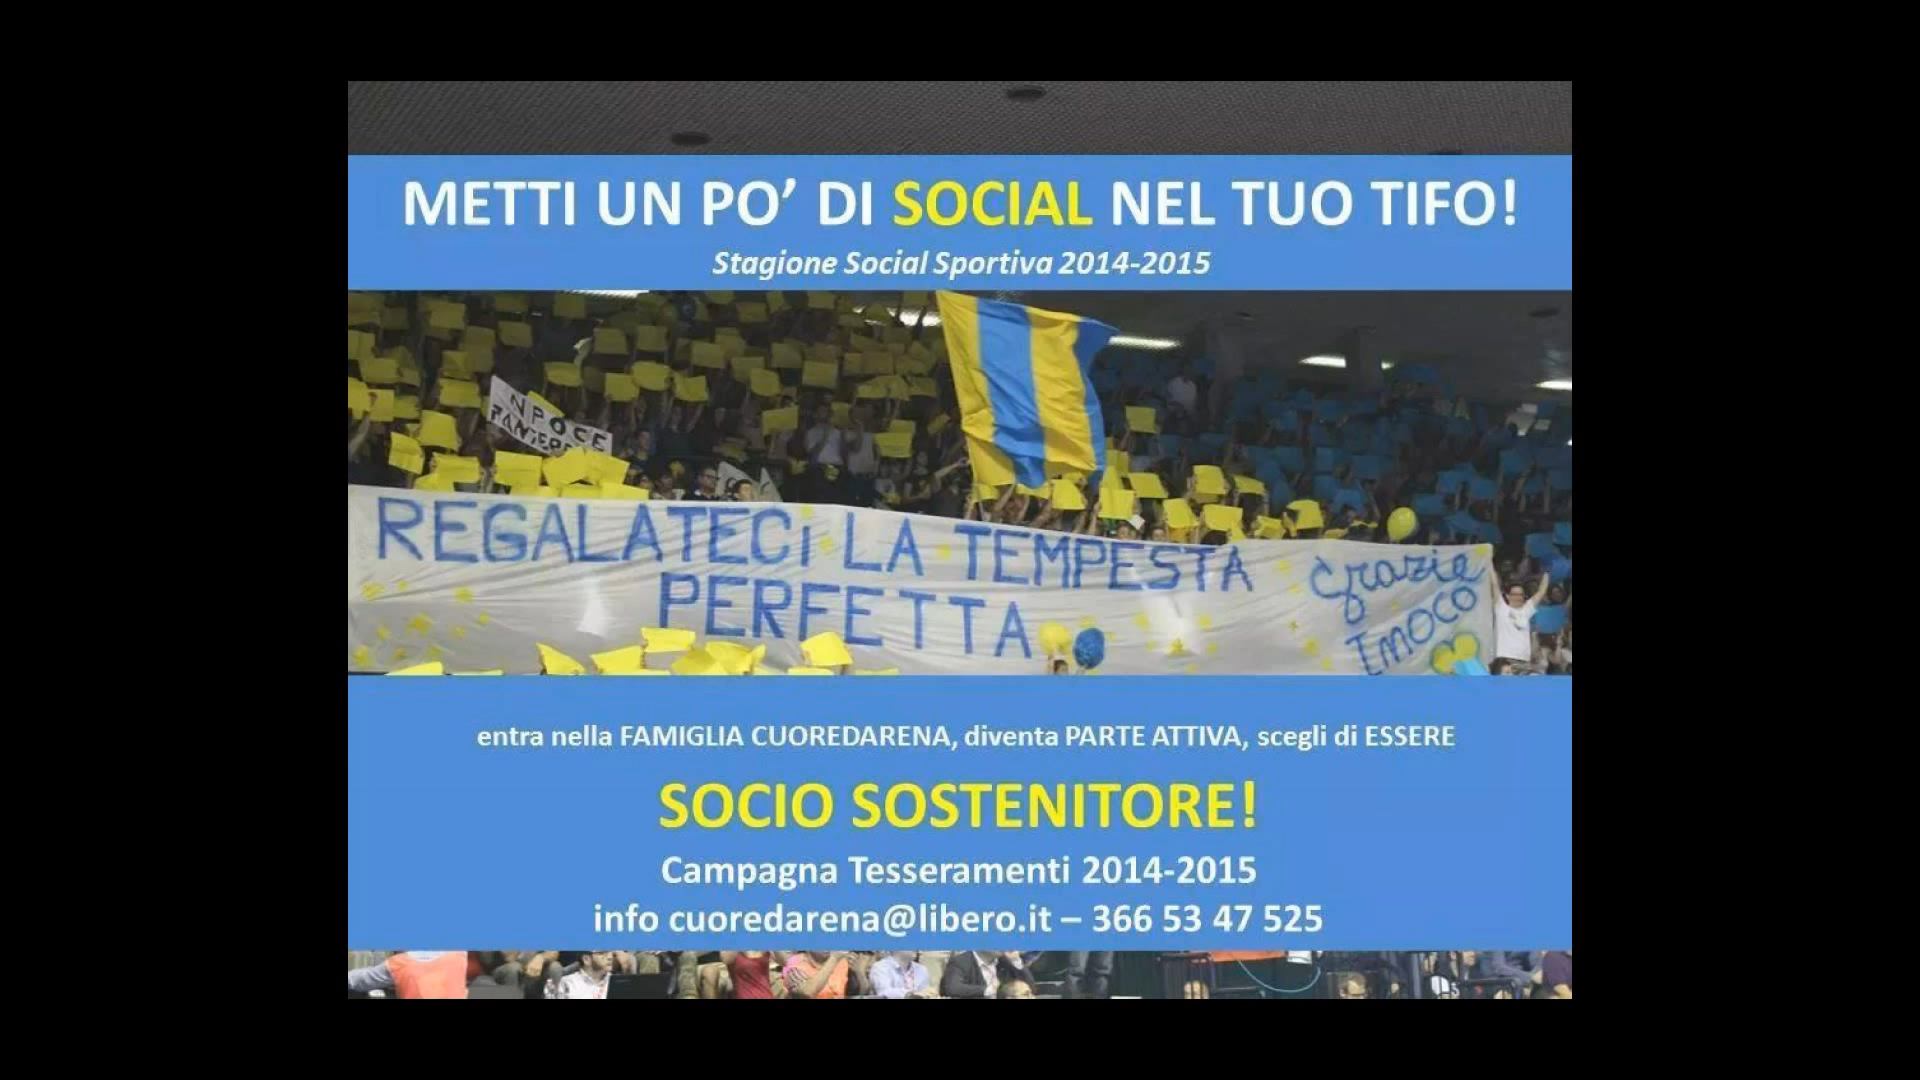 METTI UN PO’ DI SOCIAL NEL TUO TIFO!
Stagione Social Sportiva 2014-2015
REGALATECi LA TEMPESTA
PERFETTA
grazie
Imoco
entra nella FAMIGLIA CUOREDARENA, diventa PARTE ATTIVA, scegli di ESSERE
SOCIO SOSTENITORE!
Campagna Tesseramenti 2014-2015
info cuoredarena@libero.it – 366 53 47 525